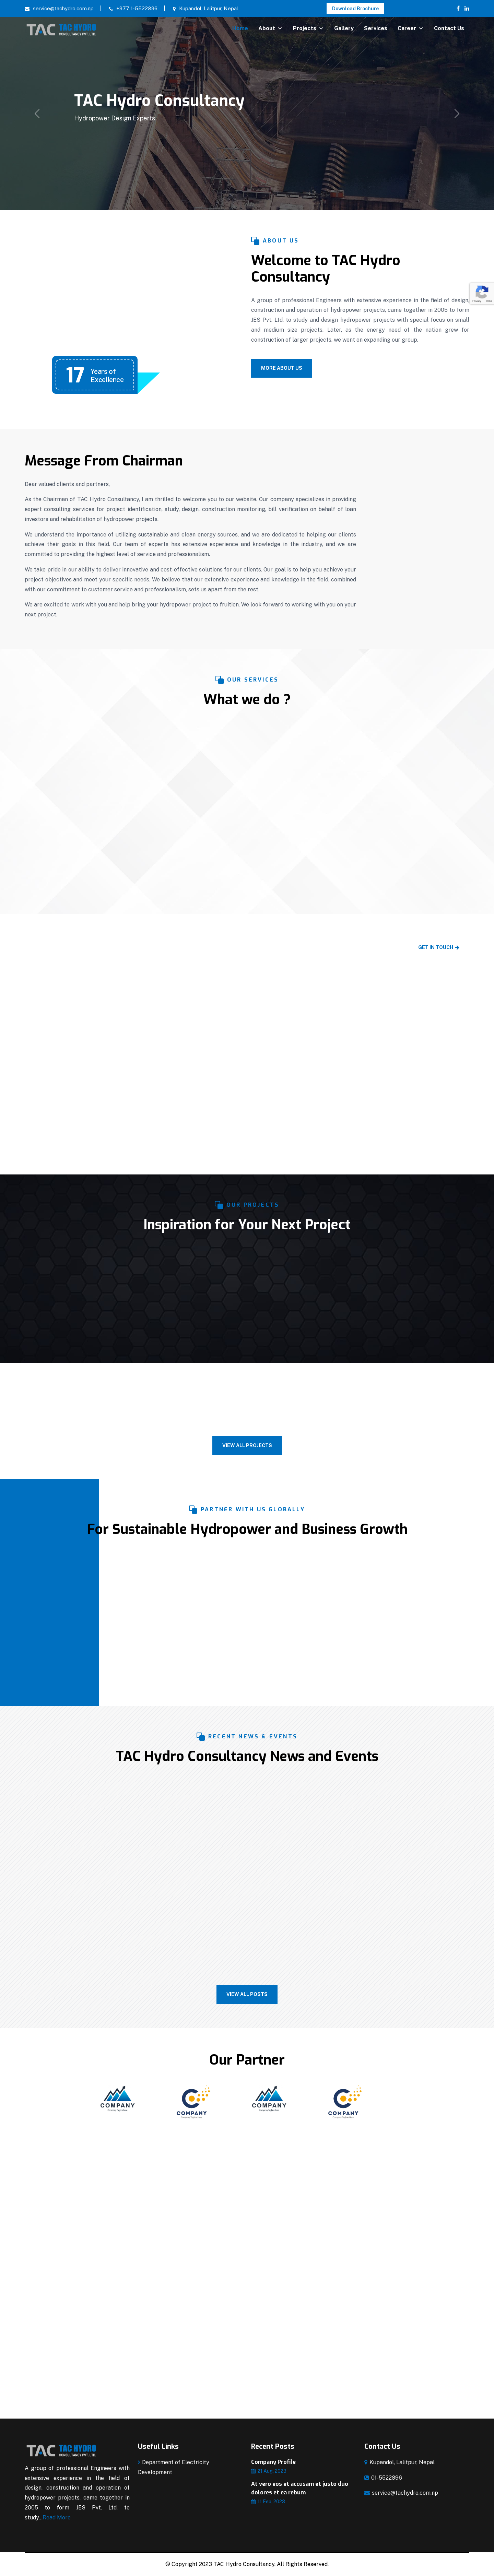 service@tachydro.com.np
+977 1-5522896
Kupandol, Lalitpur, Nepal
Download Brochure
TAC TAC HYDRO
CONSULTANCY PVT. LTD.
Home
About
Projects
Gallery
Services
Career
Contact Us
TAC Hydro Consultancy
Hydropower Design Experts
ABOUT US
Welcome to TAC Hydro
Consultancy
A group of professional Engineers with extensive experience in the field of design,
construction and operation of hydropower projects, came together in 2005 to form
JES Pvt. Ltd. to study and design hydropower projects with special focus on small
and medium size projects. Later, as the energy need of the nation grew for
construction of larger projects, we went on expanding our group.
Privacy - Terms
MORE ABOUT US
17 Years of
Excellence
Message From Chairman
Dear valued clients and partners,
As the Chairman of TAC Hydro Consultancy, I am thrilled to welcome you to our website. Our company specializes in providing
expert consulting services for project identification, study, design, construction monitoring, bill verification on behalf of loan
investors and rehabilitation of hydropower projects.
We understand the importance of utilizing sustainable and clean energy sources, and we are dedicated to helping our clients
achieve their goals in this field. Our team of experts has extensive experience and knowledge in the industry, and we are
committed to providing the highest level of service and professionalism.
We take pride in our ability to deliver innovative and cost-effective solutions for our clients. Our goal is to help you achieve your
project objectives and meet your specific needs. We believe that our extensive experience and knowledge in the field, combined
with our commitment to customer service and professionalism, sets us apart from the rest.
We are excited to work with you and help bring your hydropower project to fruition. We look forward to working with you on your
next project.
OUR SERVICES
What we do ?
GET IN TOUCH
OUR PROJECTS
Inspiration for Your Next Project
VIEW ALL PROJECTS
PARTNER WITH US GLOBALLY
For Sustainable Hydropower and Business Growth
RECENT NEWS & EVENTS
TAC Hydro Consultancy News and Events
VIEW ALL POSTS
Our Partner
COMPANY
COMPANY
COMPANY
COMPANY
TAC TAC HYDRO
CONSULTANCY PVT. LTD.
A group of professional Engineers with
extensive experience in the field of
design, construction and operation of
hydropower projects, came together in
2005 to form JES Pvt. Ltd. to
study...Read More
Useful Links
Department of Electricity
Development
Recent Posts
Company Profile
21 Aug, 2023
At vero eos et accusam et justo duo
dolores et ea rebum
11 Feb, 2023
Contact Us
Kupandol, Lalitpur, Nepal
01-5522896
service@tachydro.com.np
© Copyright 2023 TAC Hydro Consultancy. All Rights Reserved.